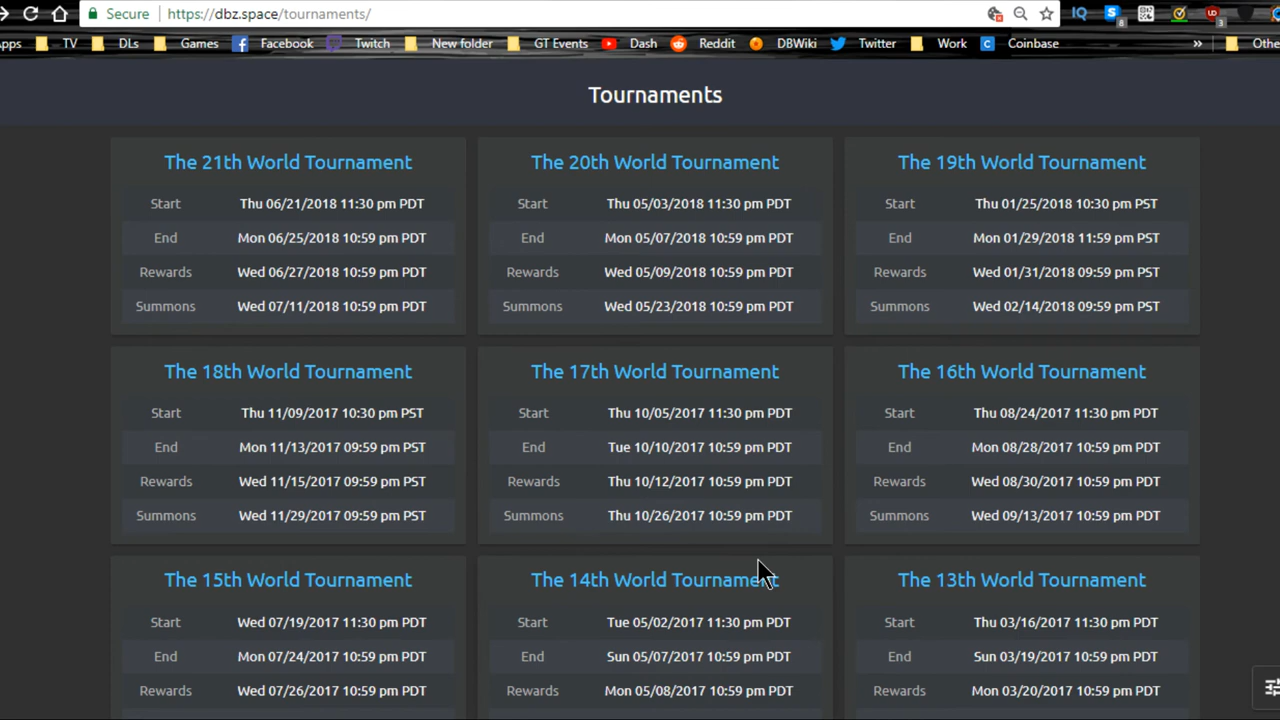 Secure https://dbz.space/tournaments/
pps TV DLs Games Facebook Twitch New folder GT Events Dash Reddit DBWiki Twitter Work Coinbase » Othe
Tournaments
The 21th World Tournament
Start Thu 06/21/2018 11:30 pm PDT
End Mon 06/25/2018 10:59 pm PDT
Rewards Wed 06/27/2018 10:59 pm PDT
Summons Wed 07/11/2018 10:59 pm PDT
The 20th World Tournament
Start Thu 05/03/2018 11:30 pm PDT
End Mon 05/07/2018 10:59 pm PDT
Rewards Wed 05/09/2018 10:59 pm PDT
Summons Wed 05/23/2018 10:59 pm PDT
The 19th World Tournament
Start Thu 01/25/2018 10:30 pm PST
End Mon 01/29/2018 11:59 pm PST
Rewards Wed 01/31/2018 09:59 pm PST
Summons Wed 02/14/2018 09:59 pm PST
The 18th World Tournament
Start Thu 11/09/2017 10:30 pm PST
End Mon 11/13/2017 09:59 pm PST
Rewards Wed 11/15/2017 09:59 pm PST
Summons Wed 11/29/2017 09:59 pm PST
The 17th World Tournament
Start Thu 10/05/2017 11:30 pm PDT
End Tue 10/10/2017 10:59 pm PDT
Rewards Thu 10/12/2017 10:59 pm PDT
Summons Thu 10/26/2017 10:59 pm PDT
The 16th World Tournament
Start Thu 08/24/2017 11:30 pm PDT
End Mon 08/28/2017 10:59 pm PDT
Rewards Wed 08/30/2017 10:59 pm PDT
Summons Wed 09/13/2017 10:59 pm PDT
The 15th World Tournament
Start Wed 07/19/2017 11:30 pm PDT
End Mon 07/24/2017 10:59 pm PDT
Rewards Wed 07/26/2017 10:59 pm PDT
The 14th World Tournament
Start Tue 05/02/2017 11:30 pm PDT
End Sun 05/07/2017 10:59 pm PDT
Rewards Mon 05/08/2017 10:59 pm PDT
The 13th World Tournament
Start Thu 03/16/2017 11:30 pm PDT
End Sun 03/19/2017 10:59 pm PDT
Rewards Mon 03/20/2017 10:59 pm PDT